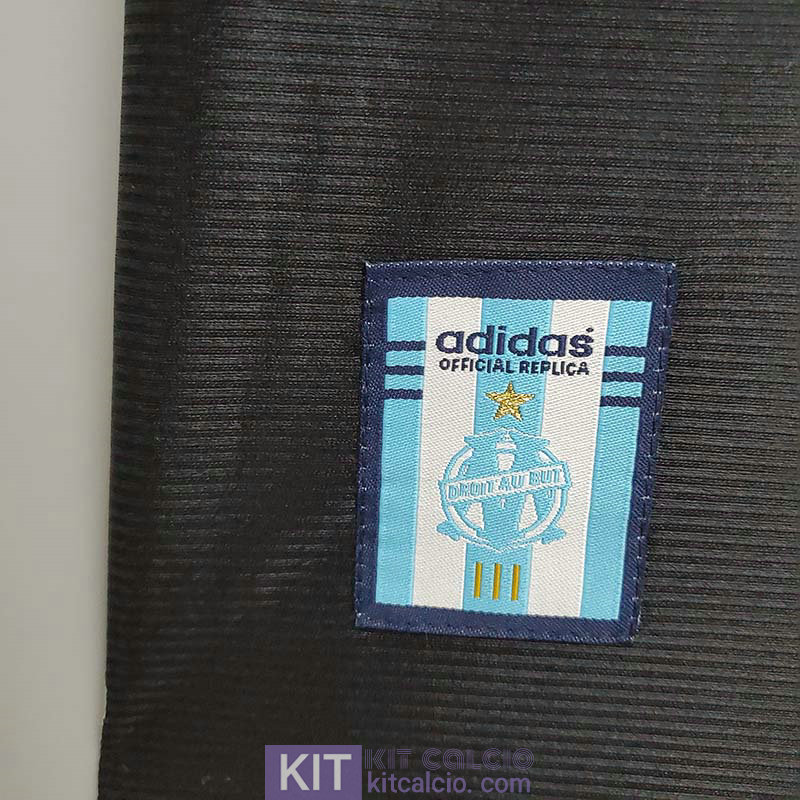 adidas
OFFICIAL REPLICA
DROIT AU BUT
KIT KIT CALCIO
kitcalcio.com